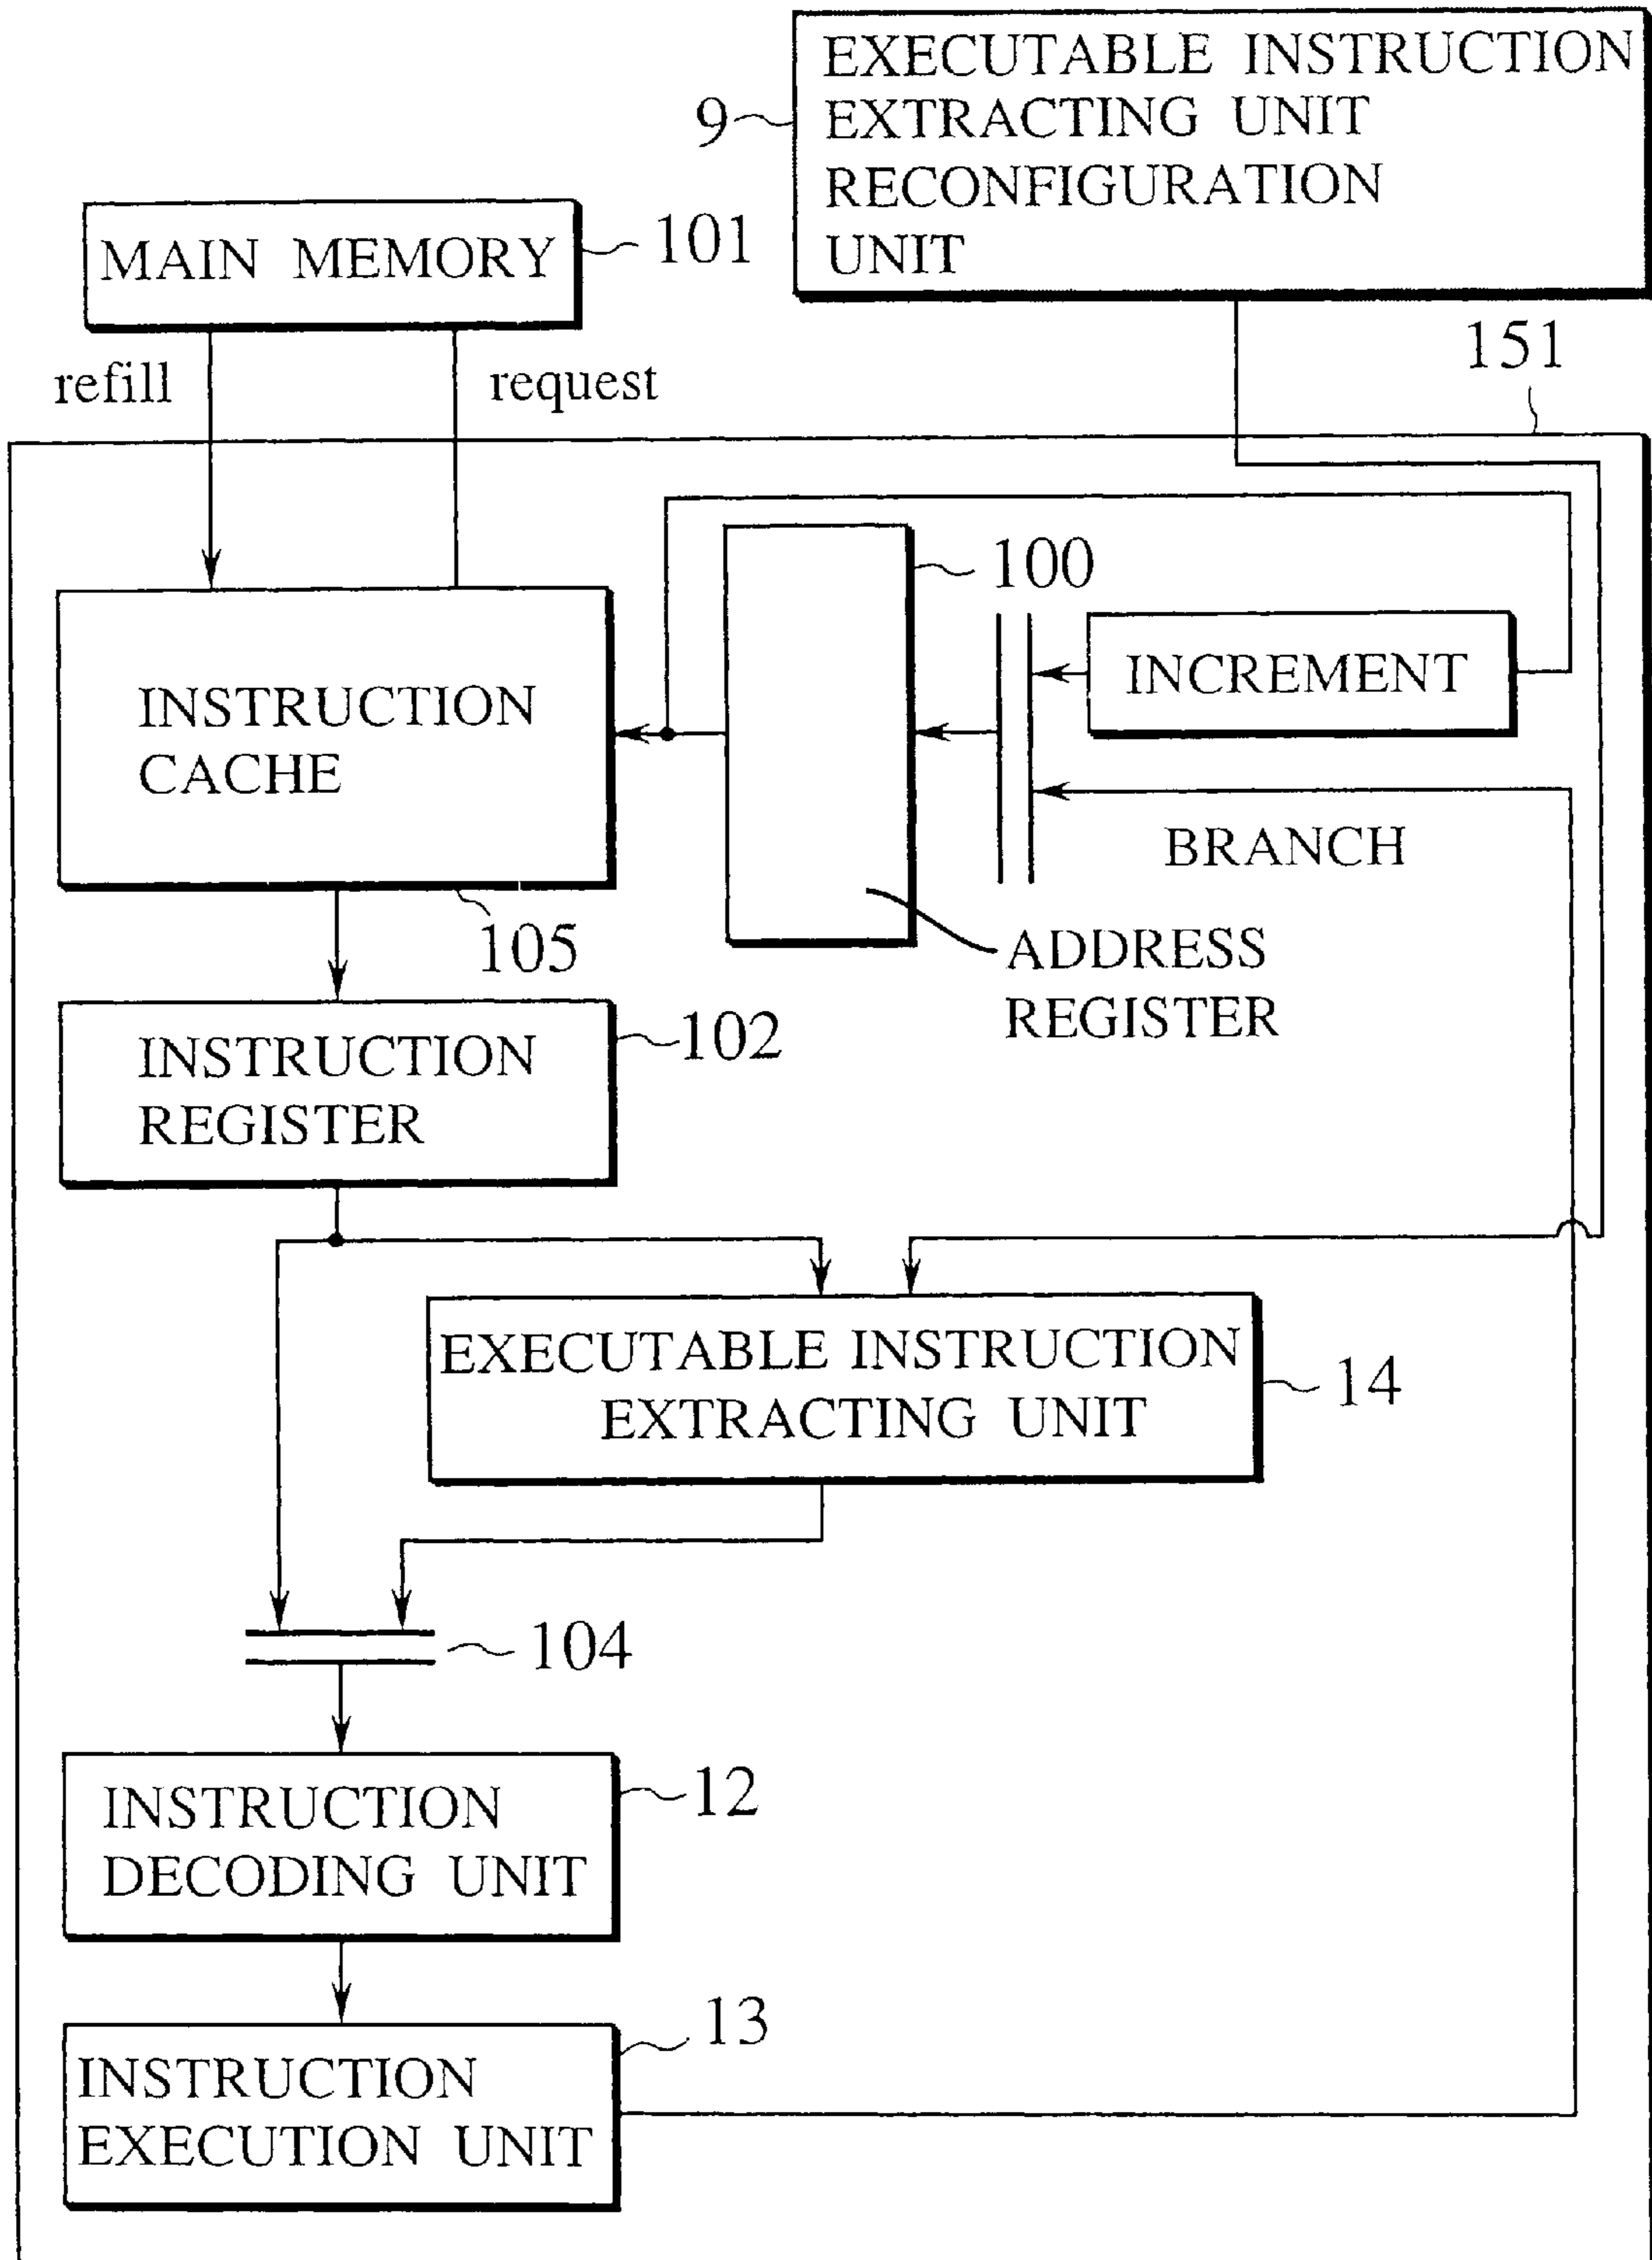 EXECUTABLE INSTRUCTION
EXTRACTING UNIT
RECONFIGURATION
UNIT
9
MAIN MEMORY
101
151
refill
request
100
INCREMENT
INSTRUCTION
CACHE
BRANCH
105
ADDRESS
REGISTER
INSTRUCTION
REGISTER
102
EXECUTABLE INSTRUCTION
EXTRACTING UNIT
14
104
INSTRUCTION
DECODING UNIT
12
13
INSTRUCTION
EXECUTION UNIT